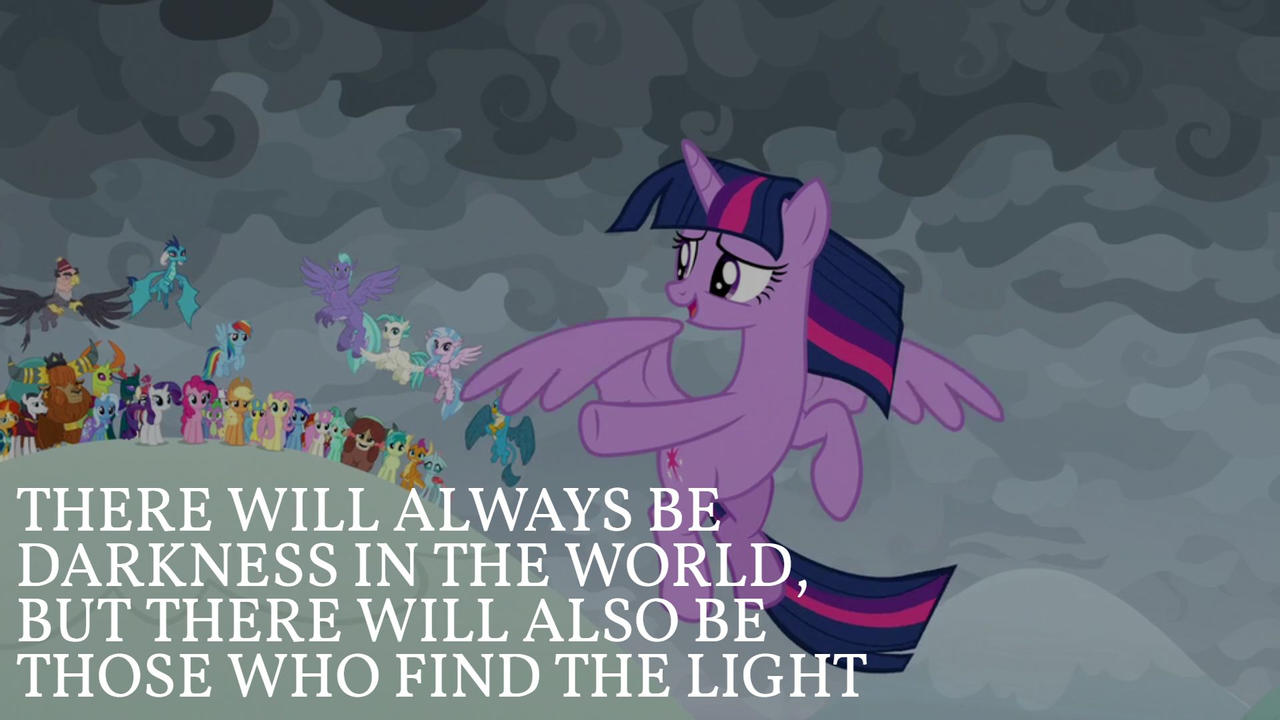 THERE WILL ALWAYS BE
DARKNESS IN THE WORLD,
BUT THERE WILL ALSO BE
THOSE WHO FIND THE LIGHT